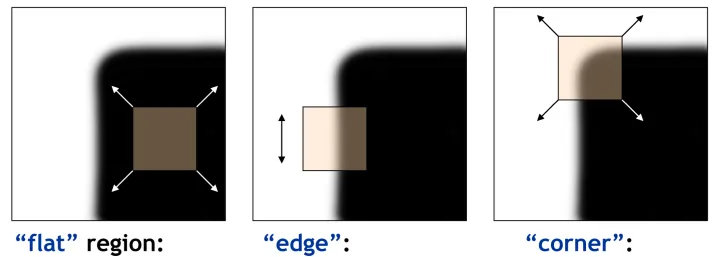 “flat” region:
“edge”:
“corner”: